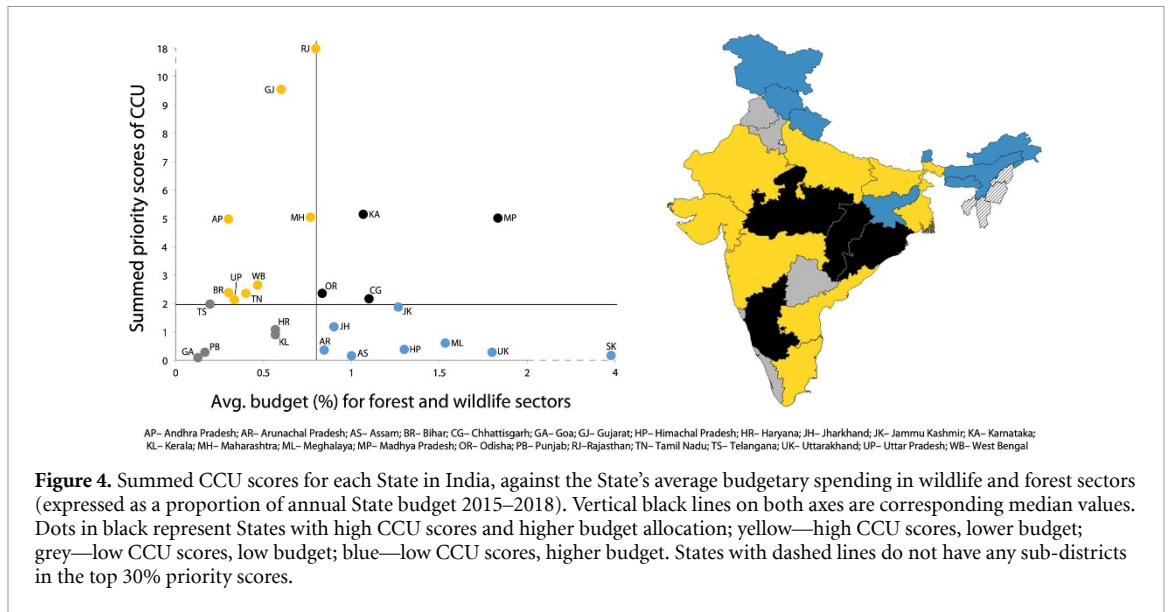 18
10
9
8
7
6
5
4
3
2
1
0
Summed priority scores of CCU
RJ
GJ
AP
MH
KA
MP
UP
WB
BR
TN
OR
CG
TS
JK
HR
KL
JH
GA
PB
AR
AS
HP
ML
UK
SK
0 0.5 1 1.5 2 4
Avg. budget (%) for forest and wildlife sectors
AP– Andhra Pradesh; AR– Arunachal Pradesh; AS– Assam; BR– Bihar; CG– Chhattisgarh; GA– Goa; GJ– Gujarat; HP– Himachal Pradesh; HR– Haryana; JH– Jharkhand; JK– Jammu Kashmir; KA– Karnataka;
KL– Kerala; MH– Maharashtra; ML– Meghalaya; MP– Madhya Pradesh; OR– Odisha; PB– Punjab; RJ–Rajasthan; TN– Tamil Nadu; TS– Telangana; UK– Uttarakhand; UP– Uttar Pradesh; WB– West Bengal
Figure 4. Summed CCU scores for each State in India, against the State's average budgetary spending in wildlife and forest sectors
(expressed as a proportion of annual State budget 2015–2018). Vertical black lines on both axes are corresponding median values.
Dots in black represent States with high CCU scores and higher budget allocation; yellow—high CCU scores, lower budget;
grey—low CCU scores, low budget; blue—low CCU scores, higher budget. States with dashed lines do not have any sub-districts
in the top 30% priority scores.